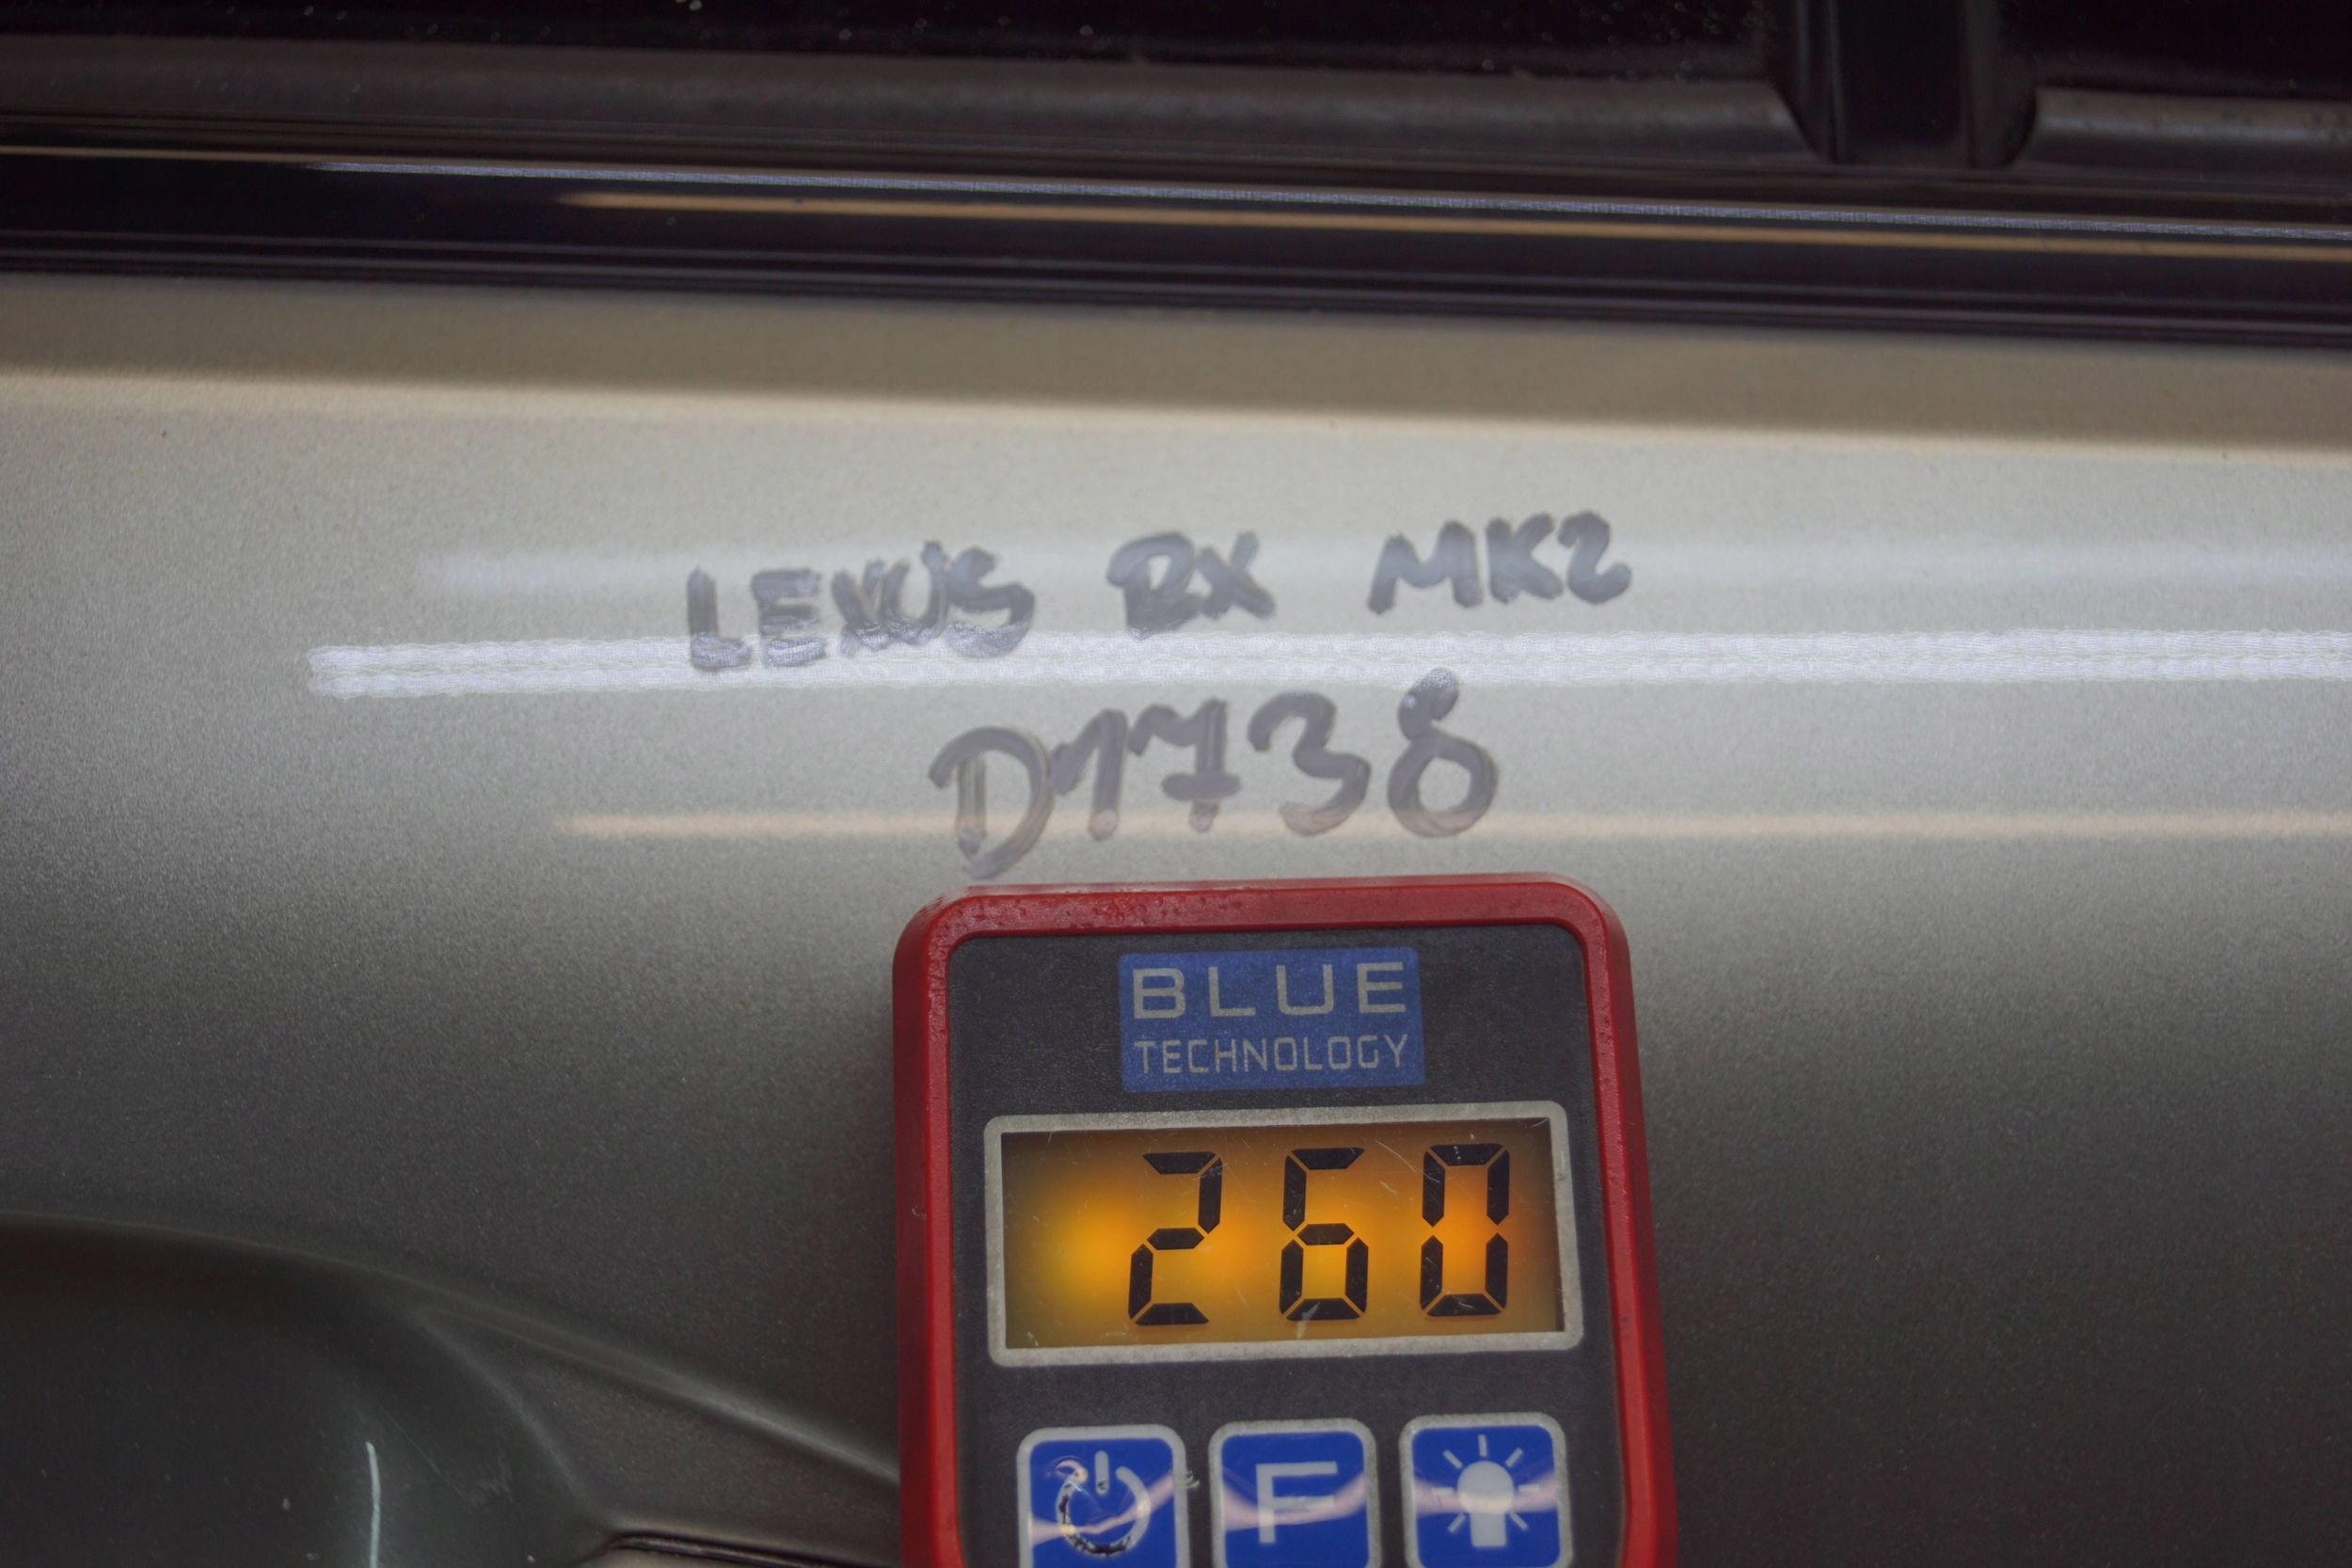 LEXUS RX MK2
D1738
BLUE
TECHNOLOGY
260
F